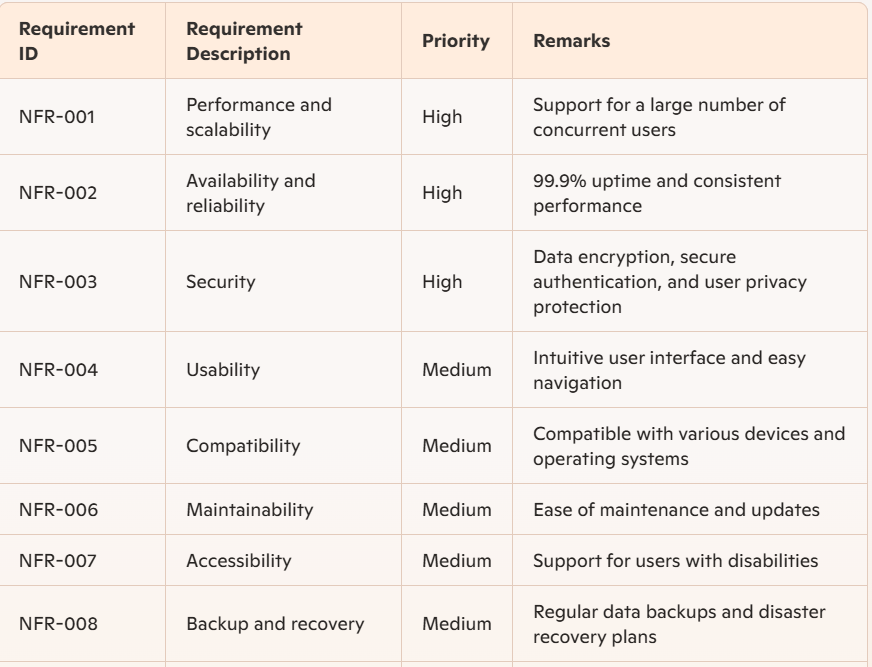 Requirement ID | Requirement Description | Priority | Remarks
NFR-001 | Performance and scalability | High | Support for a large number of concurrent users
NFR-002 | Availability and reliability | High | 99.9% uptime and consistent performance
NFR-003 | Security | High | Data encryption, secure authentication, and user privacy protection
NFR-004 | Usability | Medium | Intuitive user interface and easy navigation
NFR-005 | Compatibility | Medium | Compatible with various devices and operating systems
NFR-006 | Maintainability | Medium | Ease of maintenance and updates
NFR-007 | Accessibility | Medium | Support for users with disabilities
NFR-008 | Backup and recovery | Medium | Regular data backups and disaster recovery plans